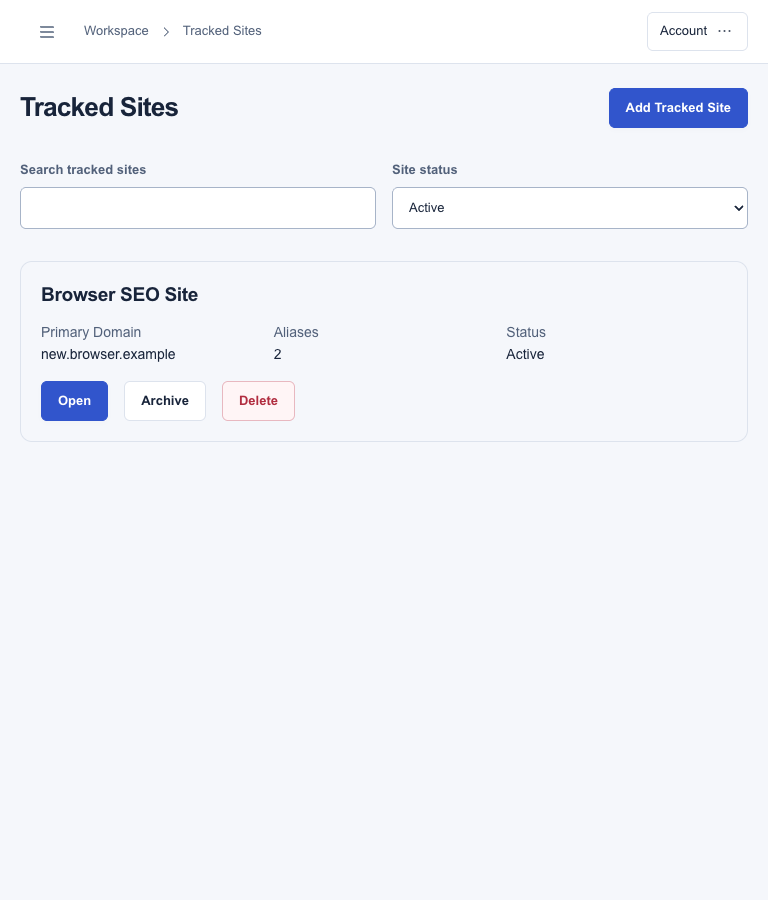 Workspace Tracked Sites Account ...
Tracked Sites Add Tracked Site
Search tracked sites Site status
Active
Browser SEO Site
Primary Domain Aliases Status
new.browser.example 2 Active
Open Archive Delete